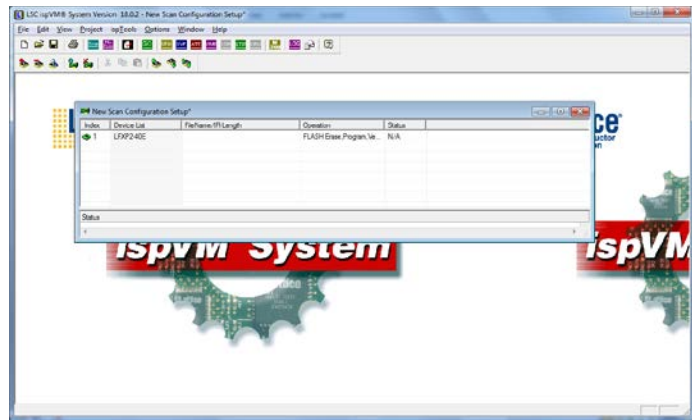 LSC ispVM® System Version 18.0.2 - New Scan Configuration Setup*
File Edit View Project ispTools Options Window Help
New Scan Configuration Setup*
Index Device List FileName/IR-Length Operation Status
1 LFXP2-40E FLASH Erase,Program,Ve... N/A
Status
ispVM System
ispVM